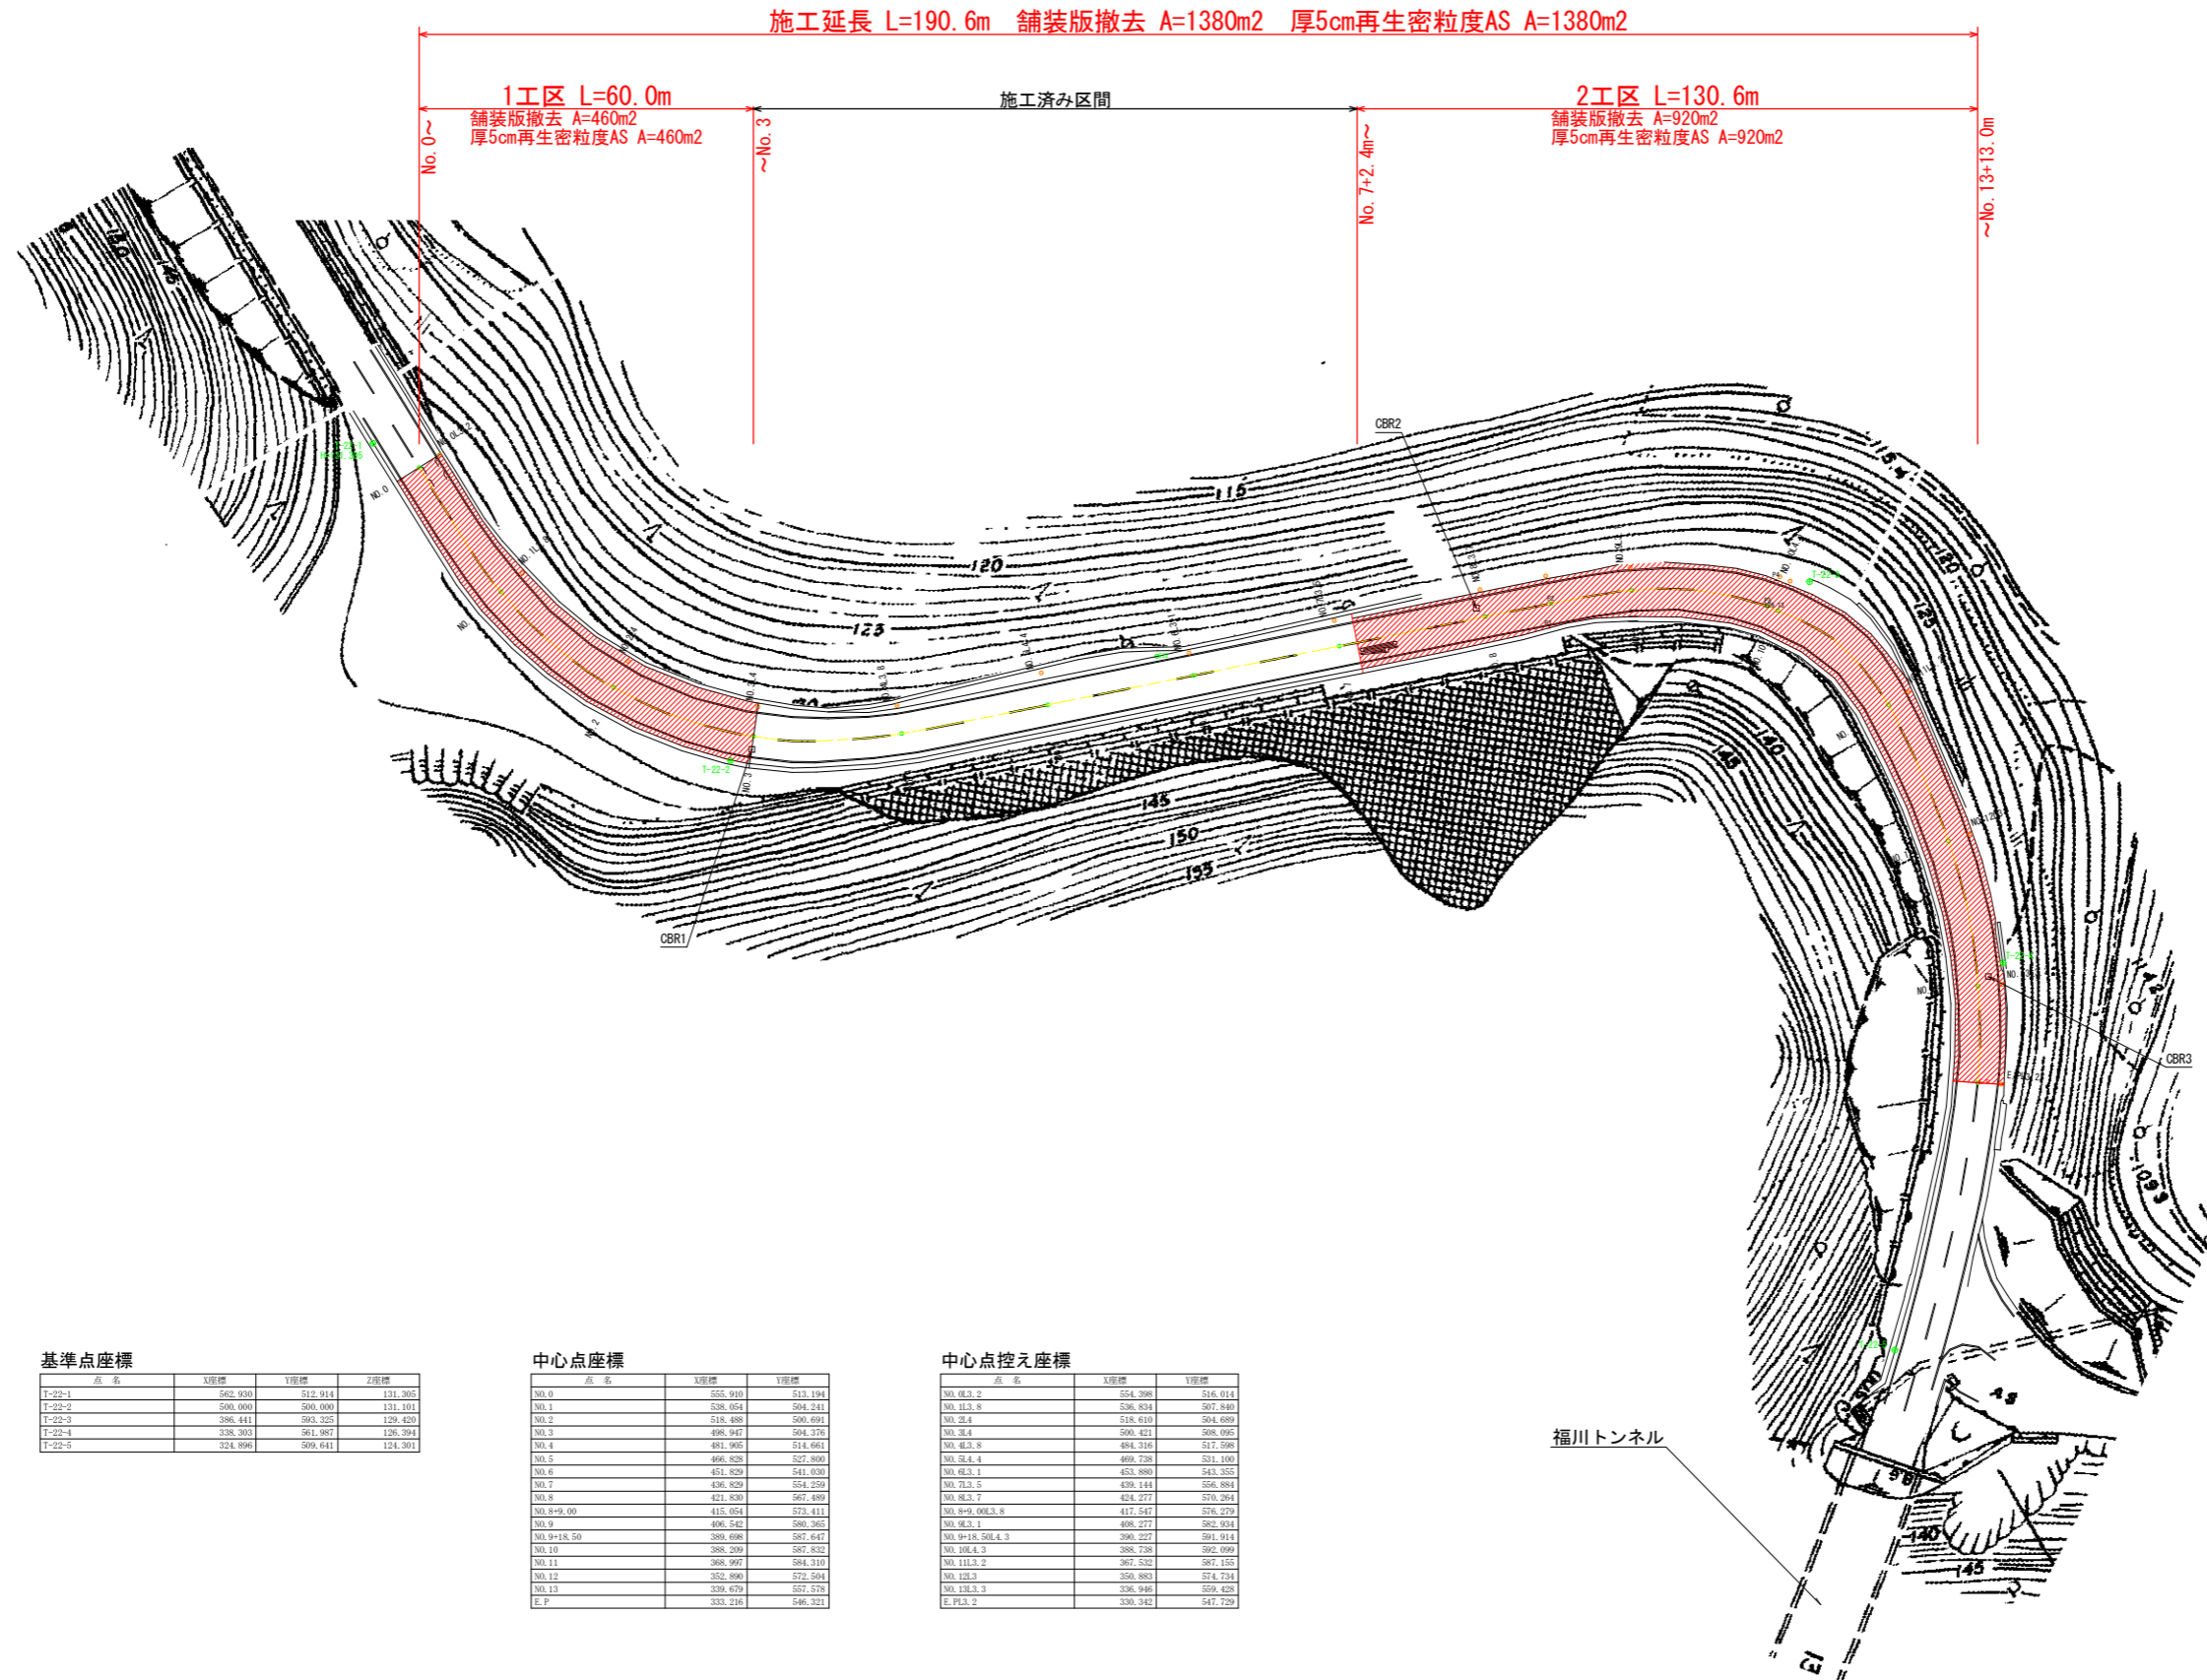 施工延長 L=190.6m　舗装版撤去 A=1380m2　厚5cm再生密粒度AS A=1380m2
1工区 L=60.0m
舗装版撤去 A=460m2
厚5cm再生密粒度AS A=460m2
施工済み区間
2工区 L=130.6m
舗装版撤去 A=920m2
厚5cm再生密粒度AS A=920m2
No.0～
～No.3
No.7+2.4m～
～No.13+13.0m
145
CBR2
115
154
120
120
125
125
NO.0
NO.2
NO.3
T-22-2
CBR1
145
150
155
140
145
CBR3
1093
福川トンネル
140
145
基準点座標
点　名 X座標 Y座標 Z座標
T-22-1 562.930 512.914 131.305
T-22-2 500.000 500.000 131.101
T-22-3 386.441 593.325 129.420
T-22-4 338.303 561.987 126.394
T-22-5 324.896 509.641 124.301
中心点座標
点　名 X座標 Y座標
NO.0 555.910 513.194
NO.1 538.054 504.241
NO.2 518.488 500.691
NO.3 498.947 504.376
NO.4 481.905 514.661
NO.5 466.828 527.800
NO.6 451.829 541.030
NO.7 436.829 554.259
NO.8 421.830 567.489
NO.8+9.00 415.054 573.411
NO.9 406.542 580.365
NO.9+18.50 389.698 587.647
NO.10 388.209 587.832
NO.11 368.997 584.310
NO.12 352.890 572.504
NO.13 339.679 557.578
E.P 333.216 546.321
中心点控え座標
点　名 X座標 Y座標
NO.0L3.2 554.398 516.014
NO.1L3.8 536.834 507.840
NO.2L4 518.610 504.689
NO.3L4 500.421 508.095
NO.4L3.8 484.316 517.598
NO.5L4.4 469.738 531.100
NO.6L3.1 453.880 543.355
NO.7L3.5 439.144 556.884
NO.8L3.7 424.277 570.264
NO.8+9.00L3.8 417.547 576.279
NO.9L3.1 408.277 582.934
NO.9+18.50L4.3 390.227 591.914
NO.10L4.3 388.738 592.099
NO.11L3.2 367.532 587.155
NO.12L3 350.883 574.734
NO.13L3.3 336.946 559.428
E.PL3.2 330.342 547.729